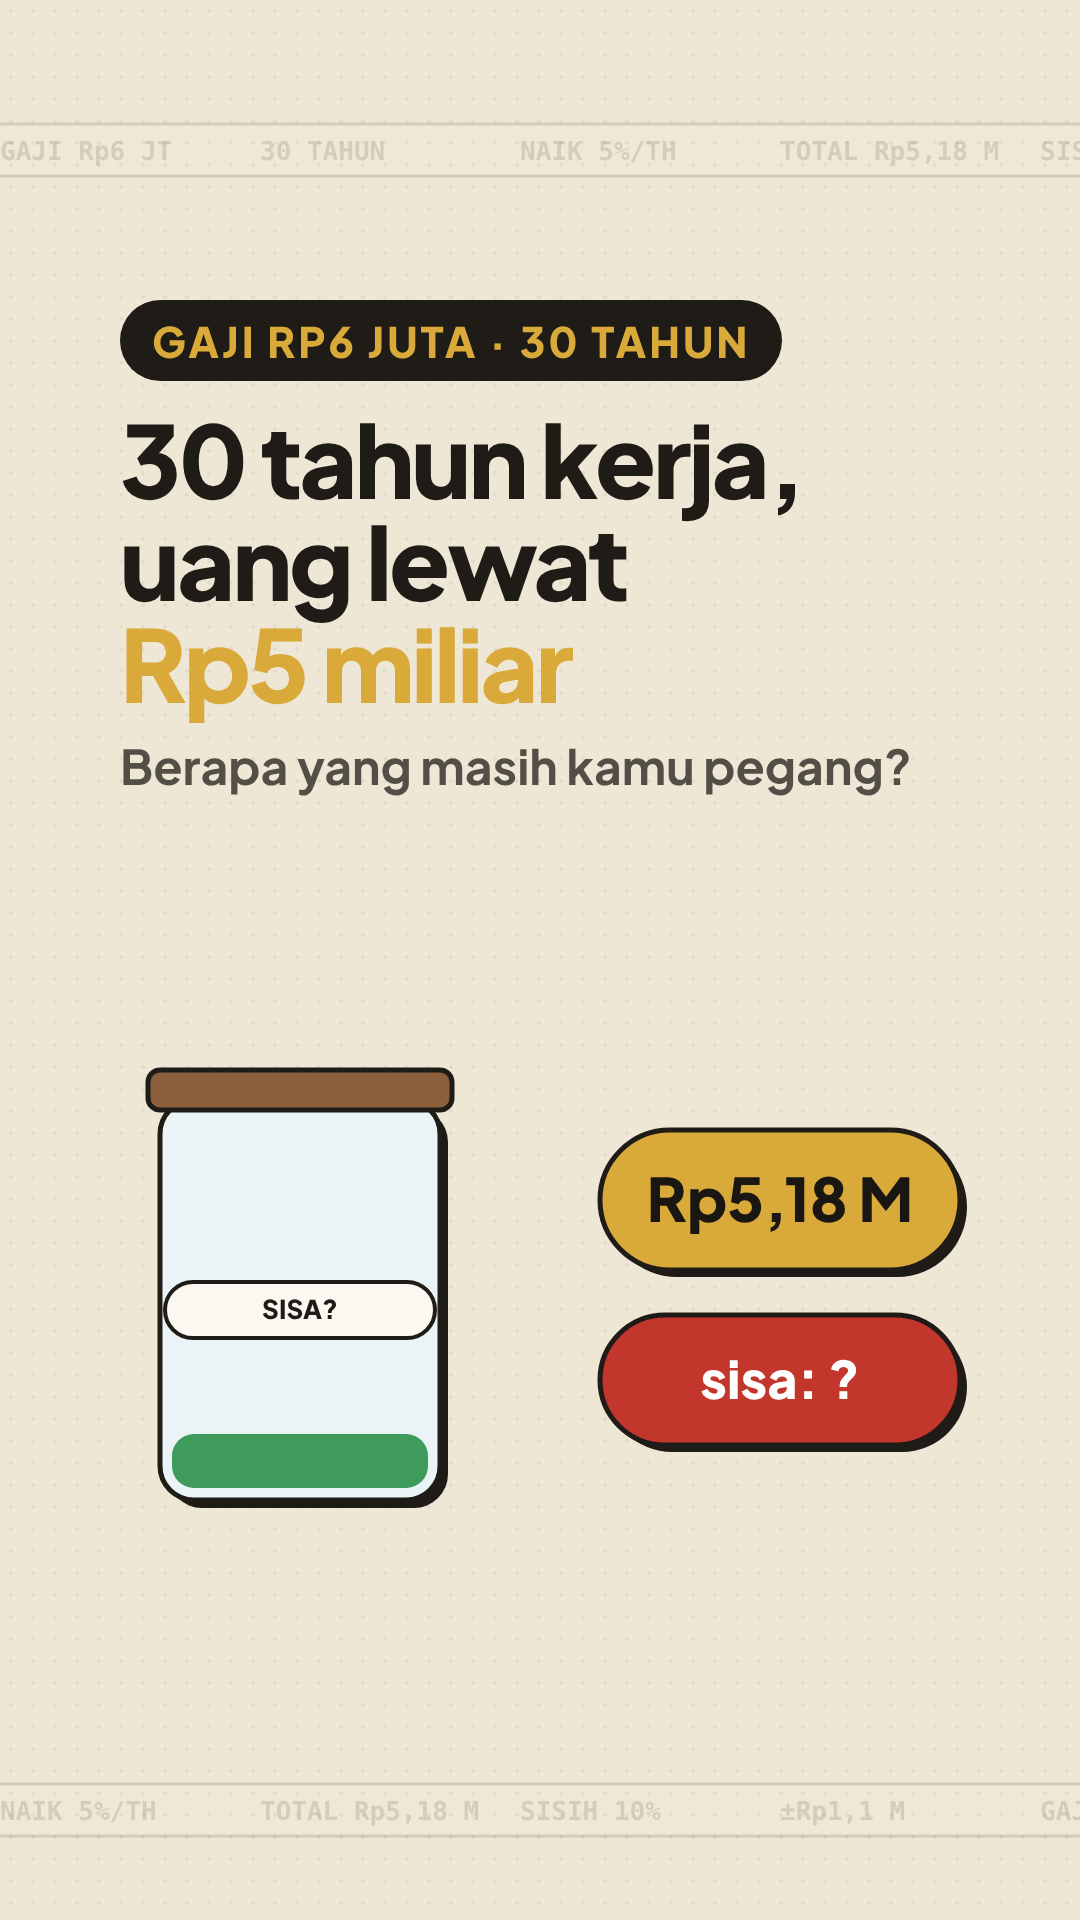 GAJI Rp6 JT 30 TAHUN NAIK 5%/TH TOTAL Rp5,18 M SIS
GAJI RP6 JUTA · 30 TAHUN
30 tahun kerja,
uang lewat
Rp5 miliar
Berapa yang masih kamu pegang?
SISA?
Rp5,18 M
sisa: ?
NAIK 5%/TH TOTAL Rp5,18 M SISIH 10% ±Rp1,1 M GAJ